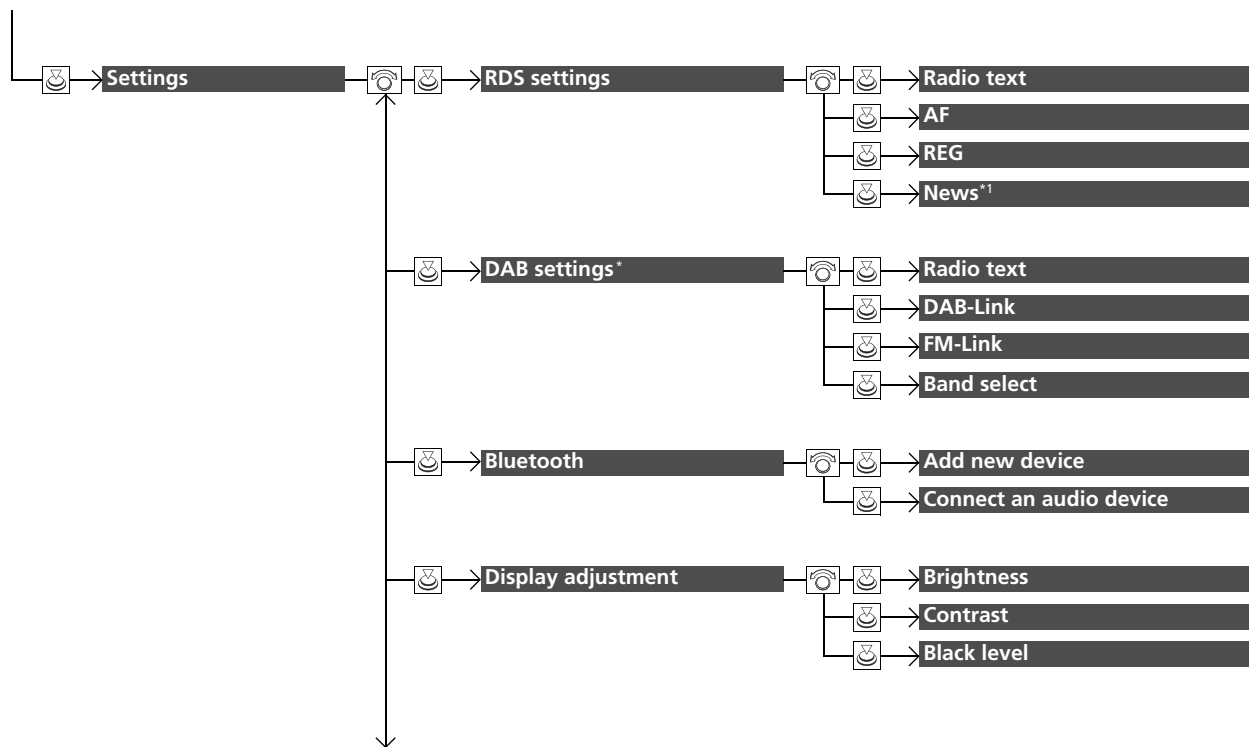 Settings
RDS settings
Radio text
AF
REG
News*1
DAB settings*
Radio text
DAB-Link
FM-Link
Band select
Bluetooth
Add new device
Connect an audio device
Display adjustment
Brightness
Contrast
Black level